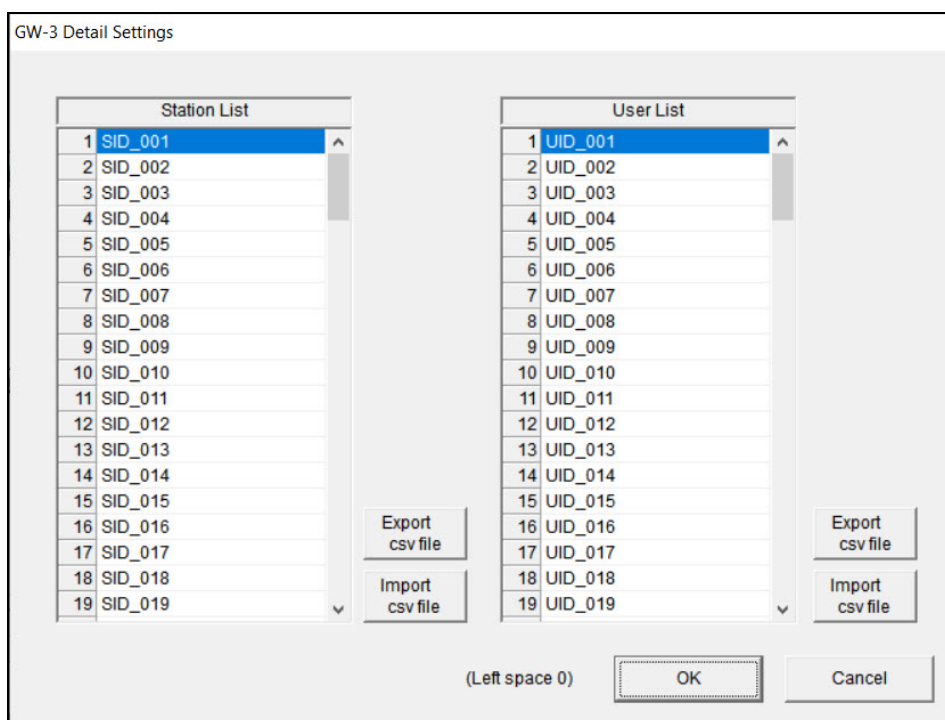 GW-3 Detail Settings
Station List
1 SID_001
2 SID_002
3 SID_003
4 SID_004
5 SID_005
6 SID_006
7 SID_007
8 SID_008
9 SID_009
10 SID_010
11 SID_011
12 SID_012
13 SID_013
14 SID_014
15 SID_015
16 SID_016
17 SID_017
18 SID_018
19 SID_019
Export
csv file
Import
csv file
User List
1 UID_001
2 UID_002
3 UID_003
4 UID_004
5 UID_005
6 UID_006
7 UID_007
8 UID_008
9 UID_009
10 UID_010
11 UID_011
12 UID_012
13 UID_013
14 UID_014
15 UID_015
16 UID_016
17 UID_017
18 UID_018
19 UID_019
Export
csv file
Import
csv file
(Left space 0)
OK
Cancel